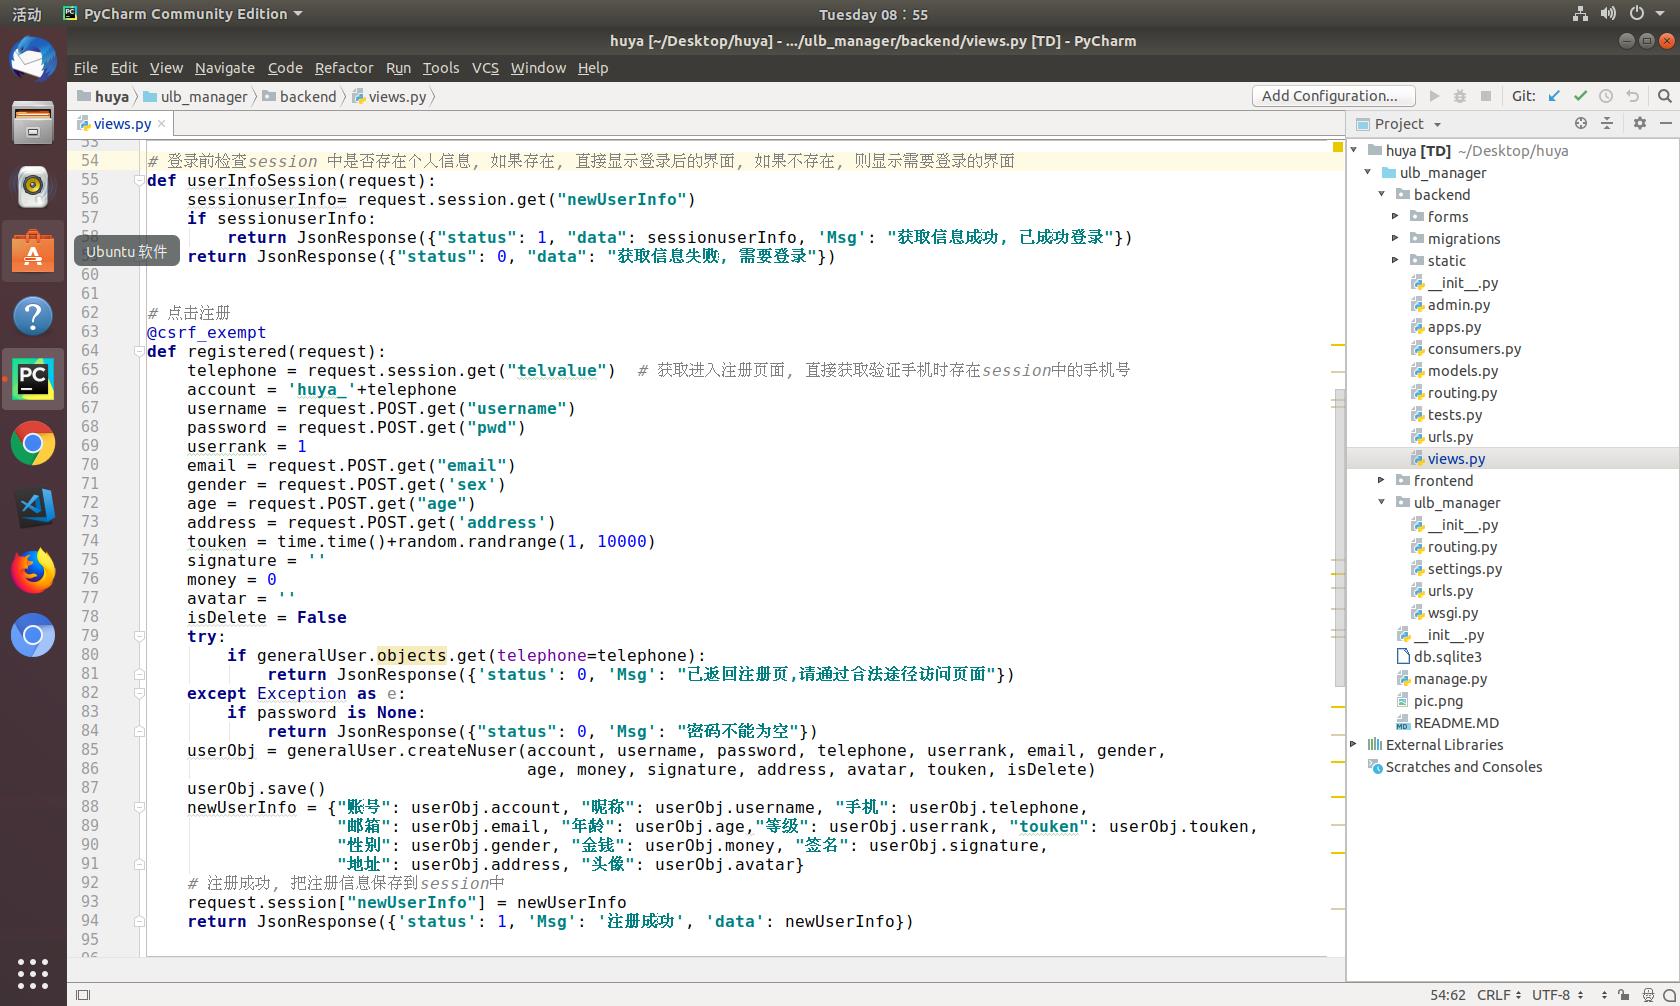 活动
PyCharm Community Edition
Tuesday 08：55
huya [~/Desktop/huya] - .../ulb_manager/backend/views.py [TD] - PyCharm
File Edit View Navigate Code Refactor Run Tools VCS Window Help
huya ulb_manager backend views.py
Add Configuration...
Git:
views.py
Project
53
54 # 登录前检查session 中是否存在个人信息, 如果存在, 直接显示登录后的界面, 如果不存在, 则显示需要登录的界面
55 def userInfoSession(request):
56 sessionuserInfo= request.session.get("newUserInfo")
57 if sessionuserInfo:
58 return JsonResponse({"status": 1, "data": sessionuserInfo, 'Msg': "获取信息成功, 已成功登录"})
Ubuntu 软件
return JsonResponse({"status": 0, "data": "获取信息失败, 需要登录"})
60
61
62 # 点击注册
63 @csrf_exempt
64 def registered(request):
65 telephone = request.session.get("telvalue") # 获取进入注册页面, 直接获取验证手机时存在session中的手机号
66 account = 'huya_'+telephone
67 username = request.POST.get("username")
68 password = request.POST.get("pwd")
69 userrank = 1
70 email = request.POST.get("email")
71 gender = request.POST.get('sex')
72 age = request.POST.get("age")
73 address = request.POST.get('address')
74 touken = time.time()+random.randrange(1, 10000)
75 signature = ''
76 money = 0
77 avatar = ''
78 isDelete = False
79 try:
80 if generalUser.objects.get(telephone=telephone):
81 return JsonResponse({'status': 0, 'Msg': "已返回注册页,请通过合法途径访问页面"})
82 except Exception as e:
83 if password is None:
84 return JsonResponse({"status": 0, 'Msg': "密码不能为空"})
85 userObj = generalUser.createNuser(account, username, password, telephone, userrank, email, gender,
86 age, money, signature, address, avatar, touken, isDelete)
87 userObj.save()
88 newUserInfo = {"账号": userObj.account, "昵称": userObj.username, "手机": userObj.telephone,
89 "邮箱": userObj.email, "年龄": userObj.age,"等级": userObj.userrank, "touken": userObj.touken,
90 "性别": userObj.gender, "金钱": userObj.money, "签名": userObj.signature,
91 "地址": userObj.address, "头像": userObj.avatar}
92 # 注册成功, 把注册信息保存到session中
93 request.session["newUserInfo"] = newUserInfo
94 return JsonResponse({'status': 1, 'Msg': '注册成功', 'data': newUserInfo})
95
96
huya [TD] ~/Desktop/huya
ulb_manager
backend
forms
migrations
static
__init__.py
admin.py
apps.py
consumers.py
models.py
routing.py
tests.py
urls.py
views.py
frontend
ulb_manager
__init__.py
routing.py
settings.py
urls.py
wsgi.py
__init__.py
db.sqlite3
manage.py
pic.png
README.MD
External Libraries
Scratches and Consoles
54:62 CRLF UTF-8